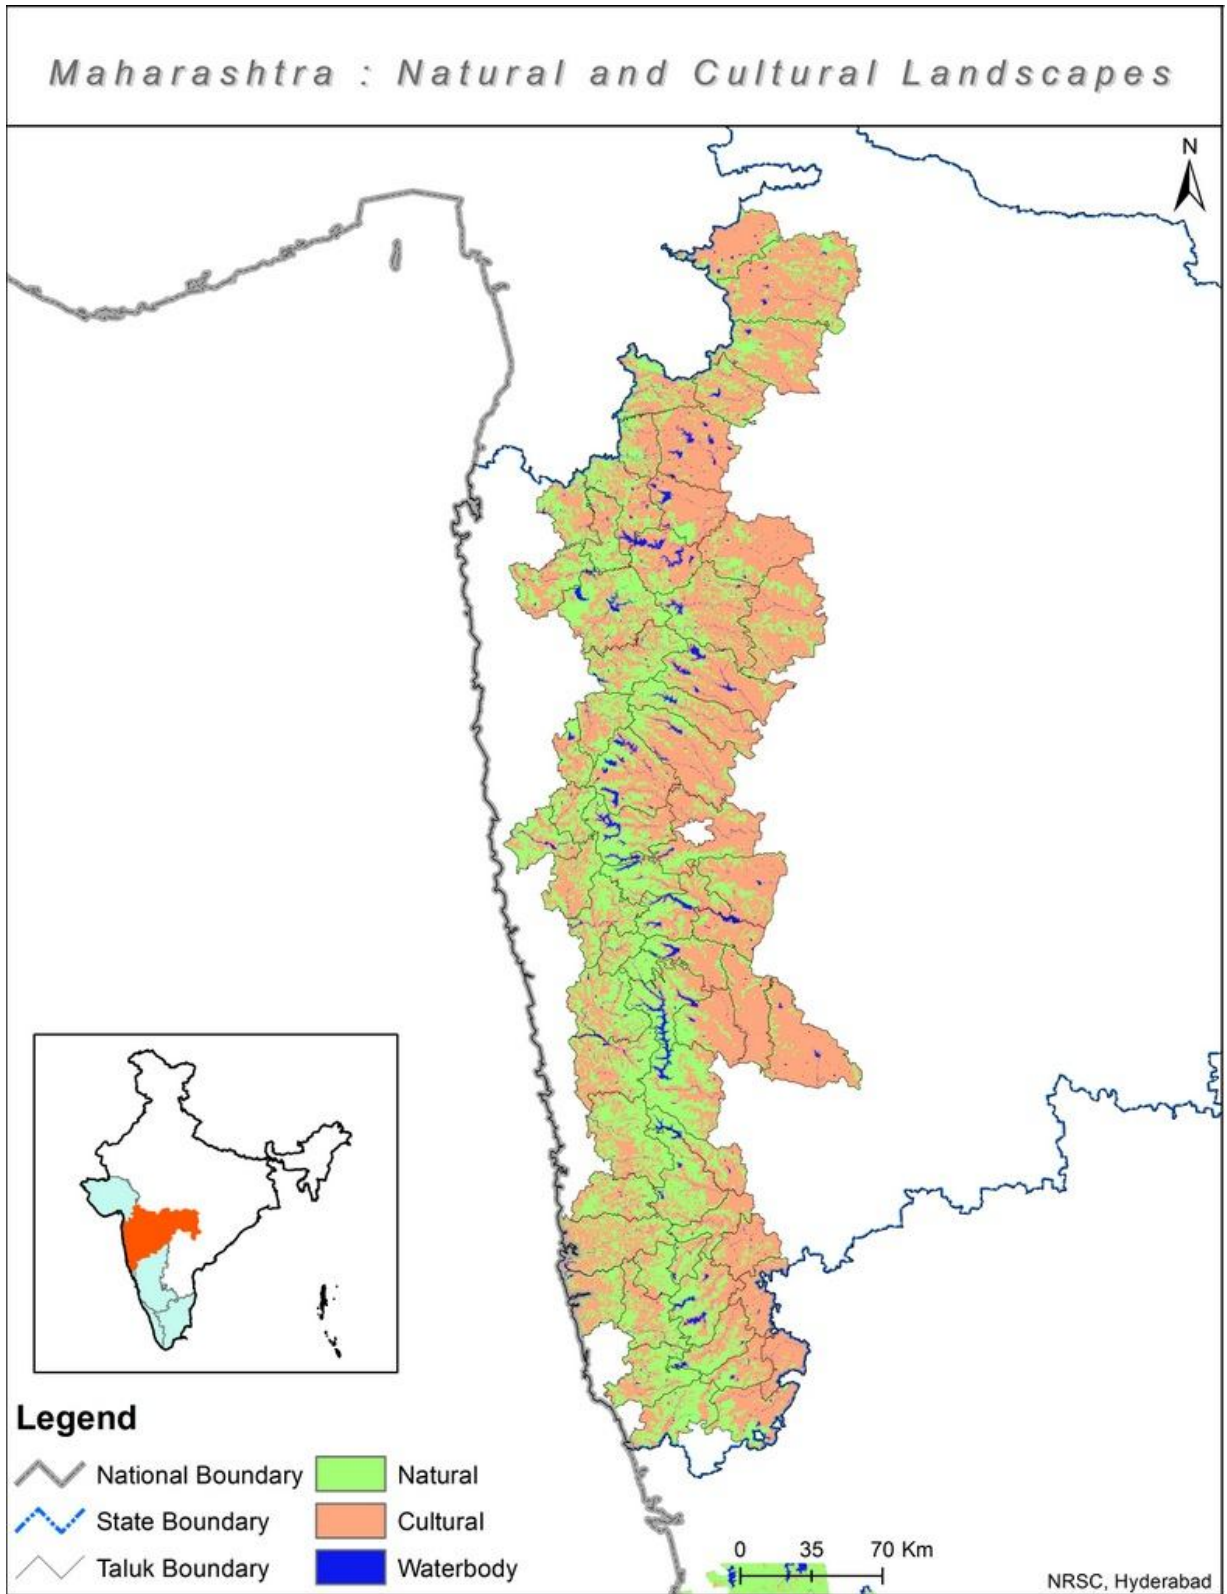 Maharashtra : Natural and Cultural Landscapes
N
Legend
National Boundary
Natural
State Boundary
Cultural
Taluk Boundary
Waterbody
0 35 70 Km
NRSC, Hyderabad